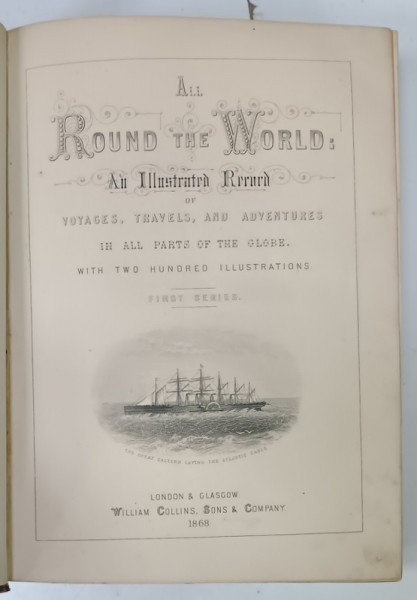 ALL
ROUND THE WORLD:
An Illustrated Record
OF
VOYAGES, TRAVELS, AND ADVENTURES
IN ALL PARTS OF THE GLOBE.
WITH TWO HUNDRED ILLUSTRATIONS.
FIRST SERIES.
THE GREAT EASTERN LAYING THE ATLANTIC CABLE
LONDON & GLASGOW
WILLIAM COLLINS, SONS & COMPANY
1868